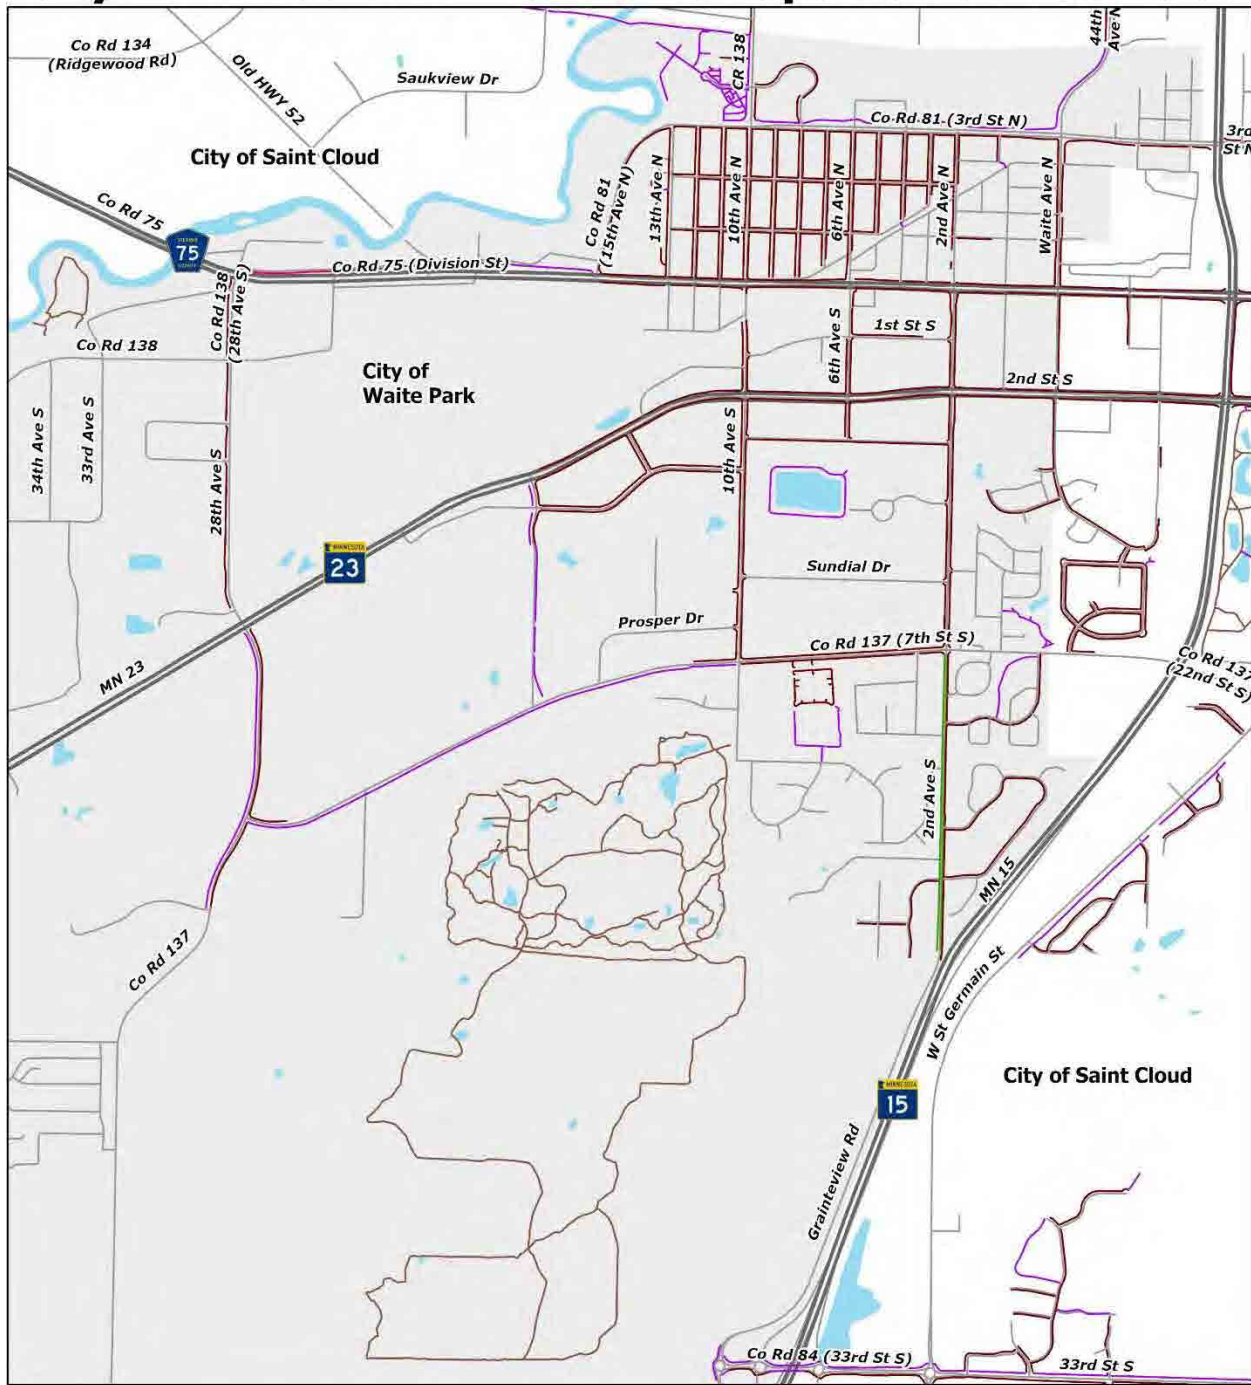 Co Rd 134
(Ridgewood Rd)
Old HWY 52
Saukview Dr
CR 138
44th
Ave N
Co Rd 81 (3rd St N)
3rd
St N
City of Saint Cloud
Co Rd 75
75
Co Rd 81
(15th Ave N)
13th Ave N
10th Ave N
6th Ave N
2nd Ave N
Waite Ave N
Co Rd 75 (Division St)
Co Rd 138
(28th Ave S)
Co Rd 138
City of
Waite Park
6th Ave S
1st St S
2nd St S
34th Ave S
33rd Ave S
28th Ave S
10th Ave S
MINNESOTA
23
Sundial Dr
Prosper Dr
Co Rd 137 (7th St S)
MN 23
Co Rd 137
(22nd St S)
2nd Ave S
MN 15
Co Rd 137
W St Germain St
City of Saint Cloud
MINNESOTA
15
Grainteview Rd
Co Rd 84 (33rd St S)
33rd St S